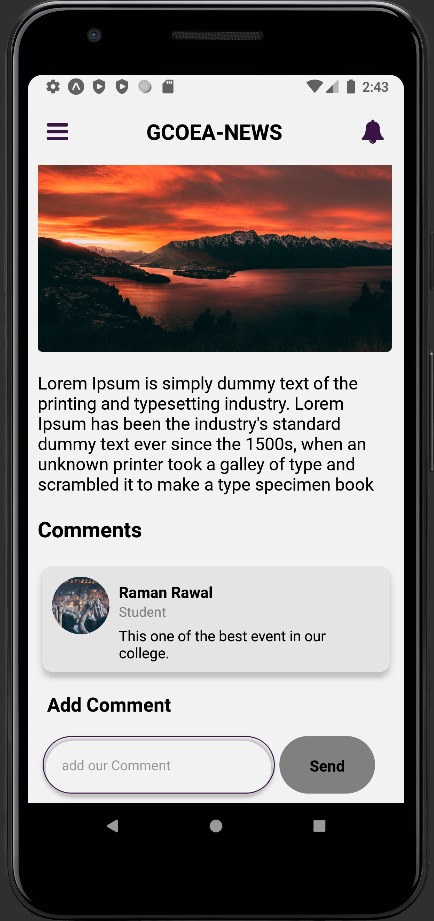 2:43
GCOEA-NEWS
Lorem Ipsum is simply dummy text of the
printing and typesetting industry. Lorem
Ipsum has been the industry's standard
dummy text ever since the 1500s, when an
unknown printer took a galley of type and
scrambled it to make a type specimen book
Comments
Raman Rawal
Student
This one of the best event in our
college.
Add Comment
add our Comment
Send